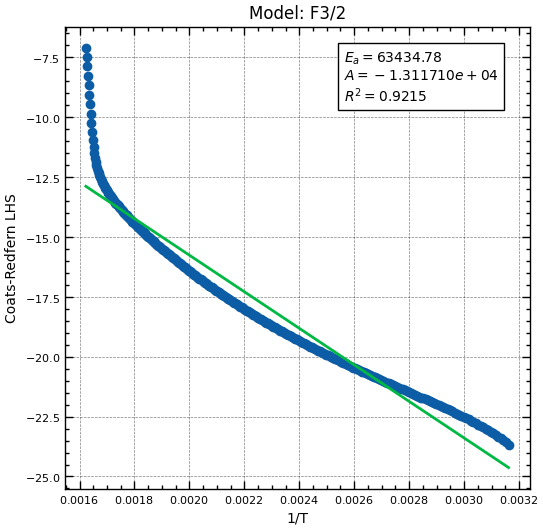 Model: F3/2
Eₐ = 63434.78
A = −1.311710e + 04
R² = 0.9215
Coats-Redfern LHS
−7.5
−10.0
−12.5
−15.0
−17.5
−20.0
−22.5
−25.0
0.0016 0.0018 0.0020 0.0022 0.0024 0.0026 0.0028 0.0030 0.0032
1/T